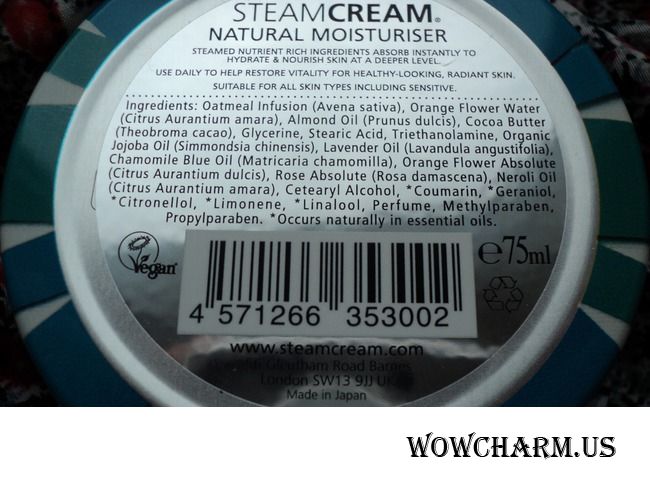 STEAMCREAM®
NATURAL MOISTURISER
STEAMED NUTRIENT RICH INGREDIENTS ABSORB INSTANTLY TO
HYDRATE & NOURISH SKIN AT A DEEPER LEVEL.
USE DAILY TO HELP RESTORE VITALITY FOR HEALTHY-LOOKING, RADIANT SKIN.
SUITABLE FOR ALL SKIN TYPES INCLUDING SENSITIVE.
Ingredients: Oatmeal Infusion (Avena sativa), Orange Flower Water
(Citrus Aurantium amara), Almond Oil (Prunus dulcis), Cocoa Butter
(Theobroma cacao), Glycerine, Stearic Acid, Triethanolamine, Organic
Jojoba Oil (Simmondsia chinensis), Lavender Oil (Lavandula angustifolia),
Chamomile Blue Oil (Matricaria chamomilla), Orange Flower Absolute
(Citrus Aurantium dulcis), Rose Absolute (Rosa damascena), Neroli Oil
(Citrus Aurantium amara), Cetearyl Alcohol, *Coumarin, *Geraniol,
*Citronellol, *Limonene, *Linalool, Perfume, Methylparaben,
Propylparaben. *Occurs naturally in essential oils.
Vegan
℮75ml
4 571266 353002
www.steamcream.com
Road Barnes
London SW13 9JJ UK
Made in Japan
WOWCHARM.US